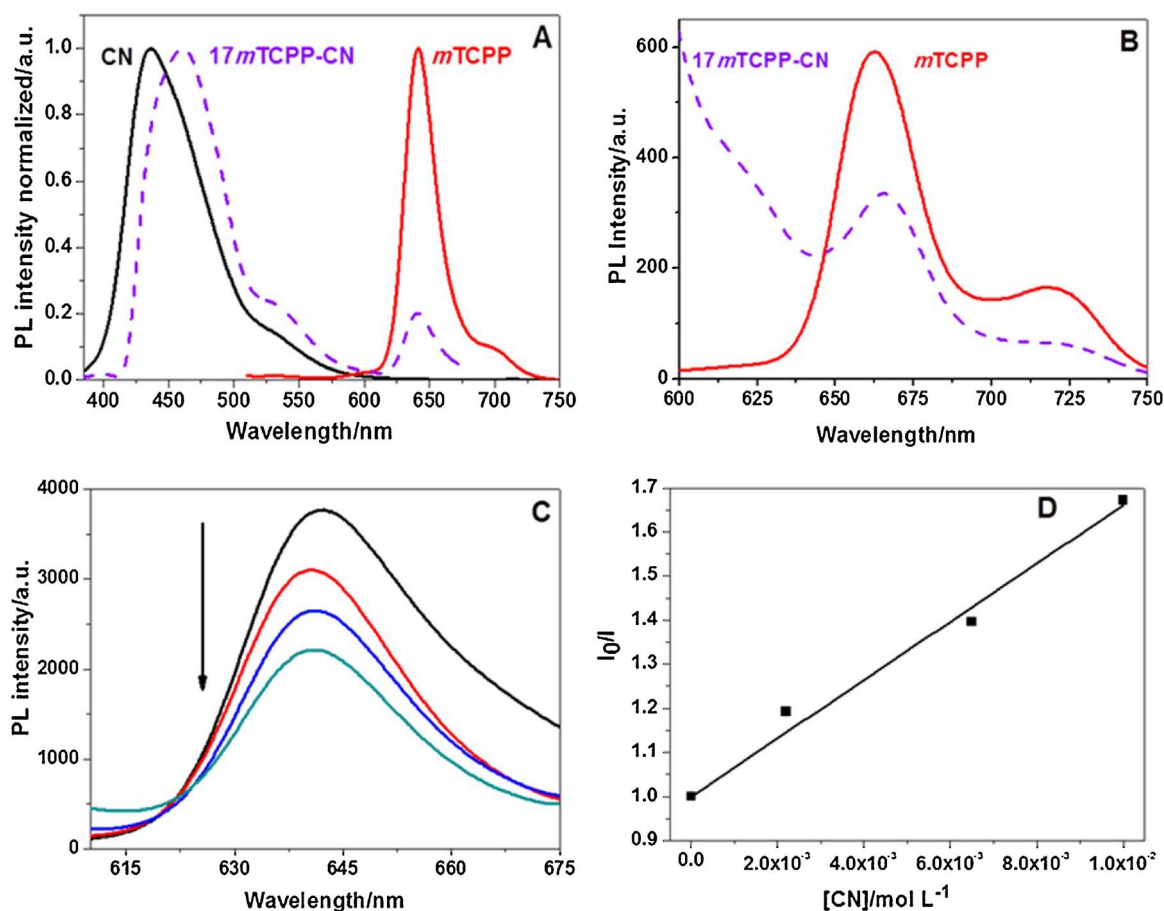 A
CN
17mTCPP-CN
mTCPP
PL intensity normalized/a.u.
1.0
0.8
0.6
0.4
0.2
0.0
400 450 500 550 600 650 700 750
Wavelength/nm
B
17mTCPP-CN
mTCPP
PL Intensity/a.u.
600
400
200
0
600 625 650 675 700 725 750
Wavelength/nm
C
PL intensity/a.u.
4000
3000
2000
1000
0
615 630 645 660 675
Wavelength/nm
D
I₀/I
1.7
1.6
1.5
1.4
1.3
1.2
1.1
1.0
0.9
0.0 2.0x10⁻³ 4.0x10⁻³ 6.0x10⁻³ 8.0x10⁻³ 1.0x10⁻²
[CN]/mol L⁻¹